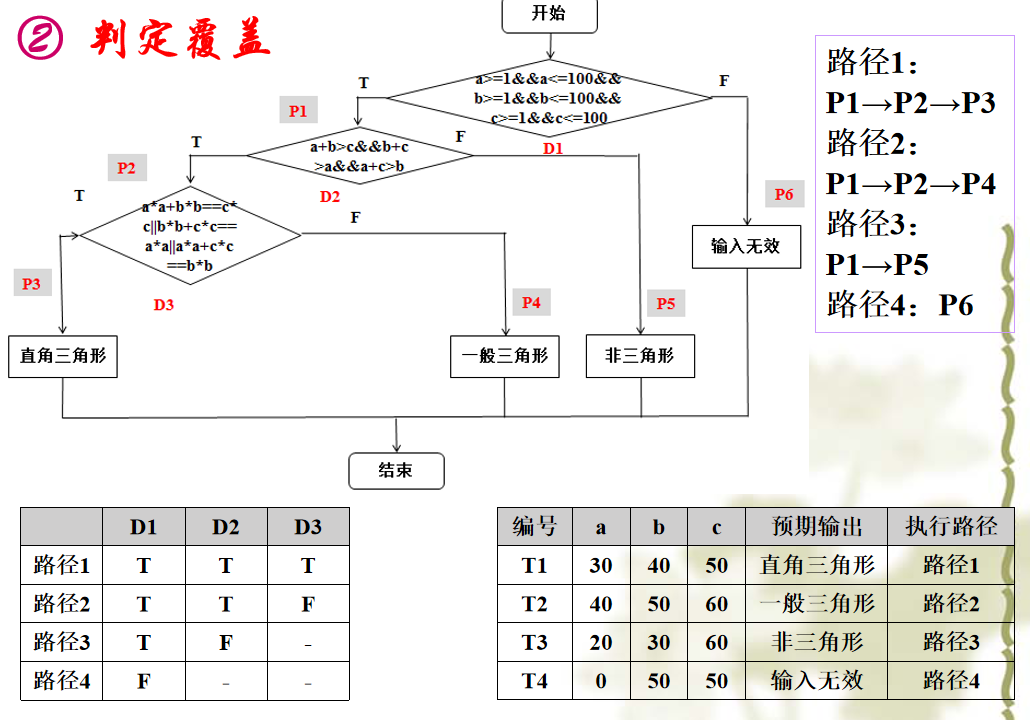 ② 判定覆盖
开始
a>=1&&a<=100&&
b>=1&&b<=100&&
c>=1&&c<=100
T
F
D1
P1
a+b>c&&b+c
>a&&a+c>b
T
F
D2
P2
a*a+b*b==c*
c||b*b+c*c==
a*a||a*a+c*c
==b*b
T
F
D3
P3
P4
P5
P6
输入无效
直角三角形
一般三角形
非三角形
结束
路径1：
P1→P2→P3
路径2：
P1→P2→P4
路径3：
P1→P5
路径4：P6
D1 D2 D3
路径1 T T T
路径2 T T F
路径3 T F -
路径4 F - -
编号 a b c 预期输出 执行路径
T1 30 40 50 直角三角形 路径1
T2 40 50 60 一般三角形 路径2
T3 20 30 60 非三角形 路径3
T4 0 50 50 输入无效 路径4